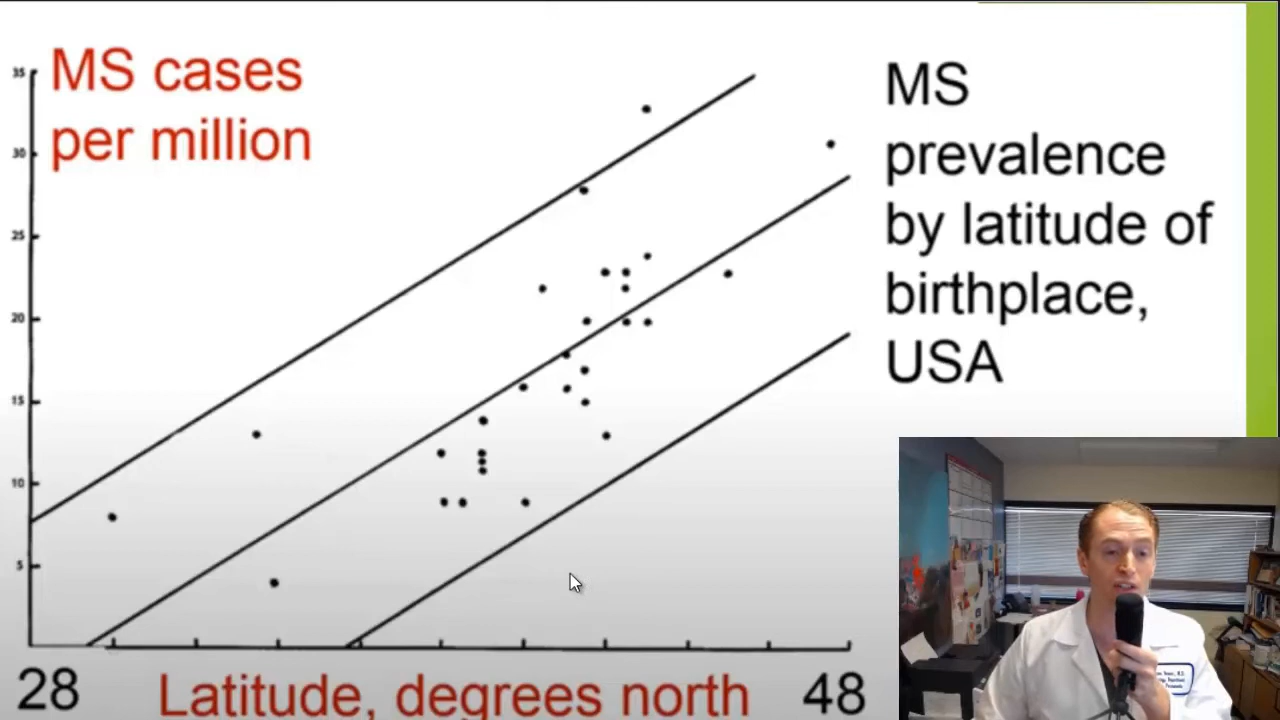 MS cases
per million
35
30
25
20
15
10
5
28
Latitude, degrees north
48
MS
prevalence
by latitude of
birthplace,
USA